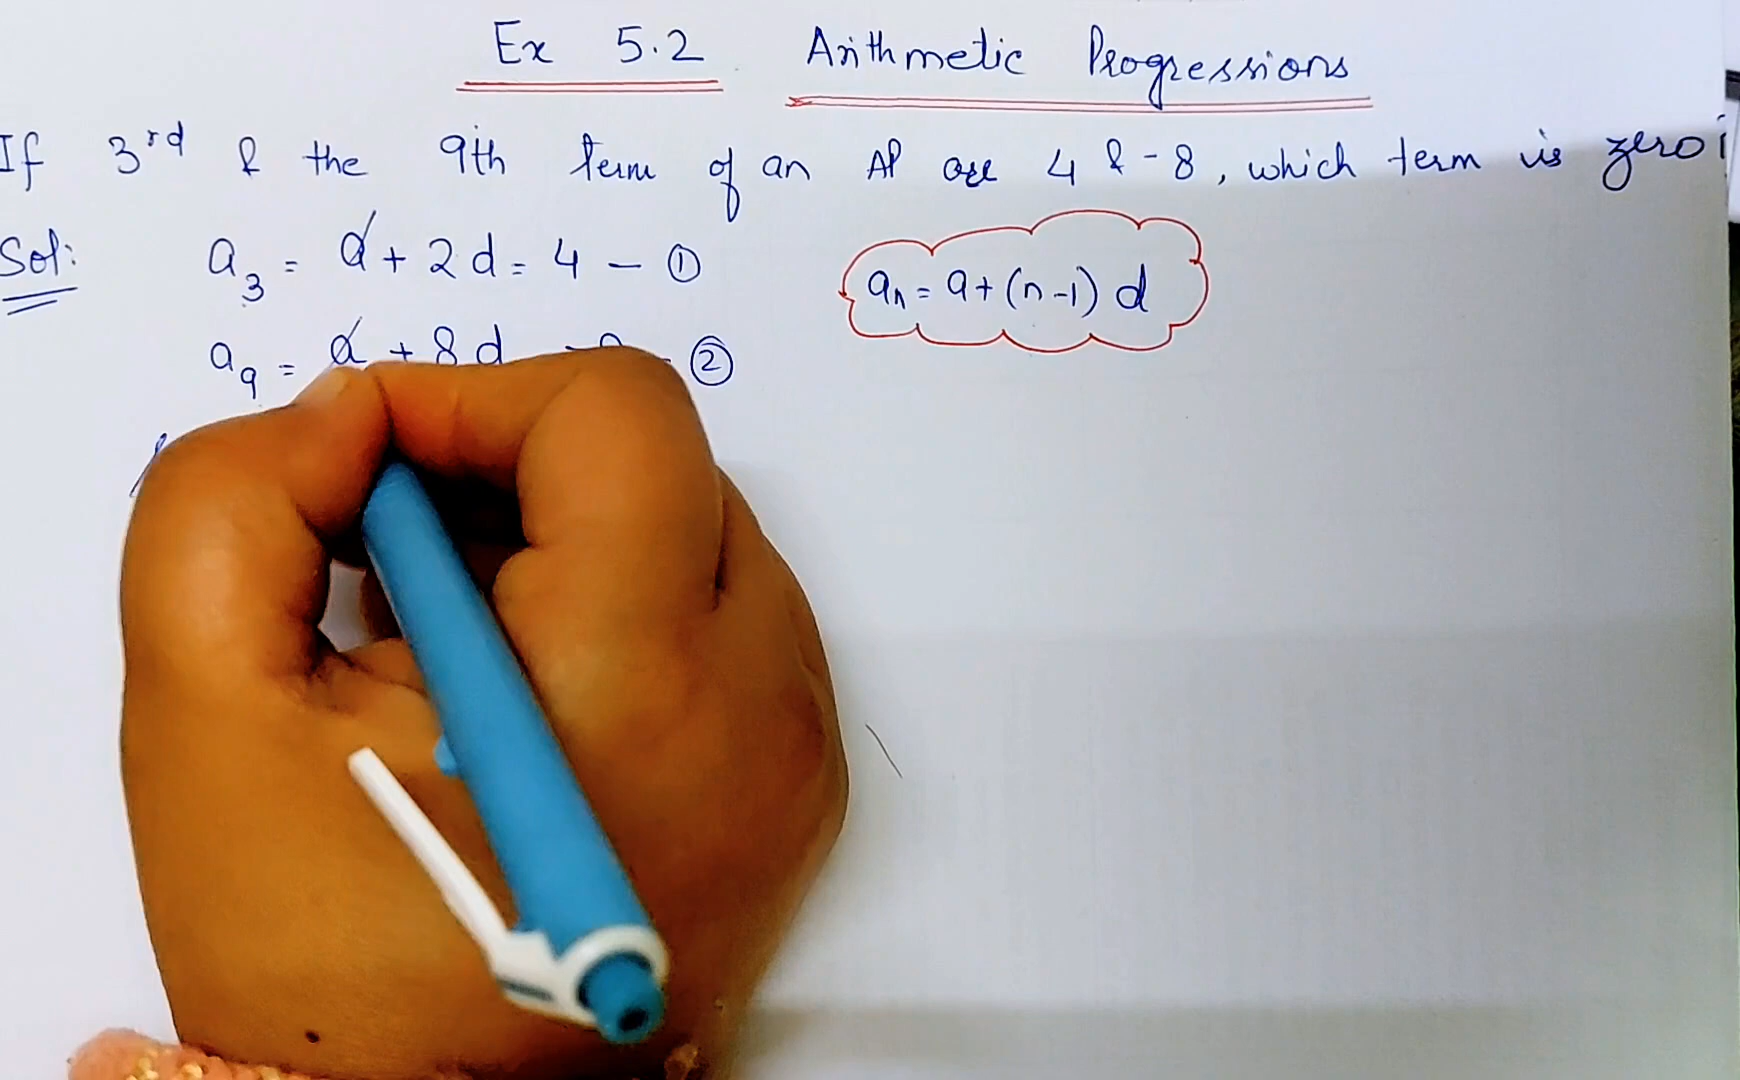 Ex 5.2 Arithmetic Progressions
If 3rd & the 9th term of an AP are 4 & -8, which term is zero
Sol: a3 = a + 2d = 4 - ①
an = a + (n-1) d
a9 = a + 8d - ②